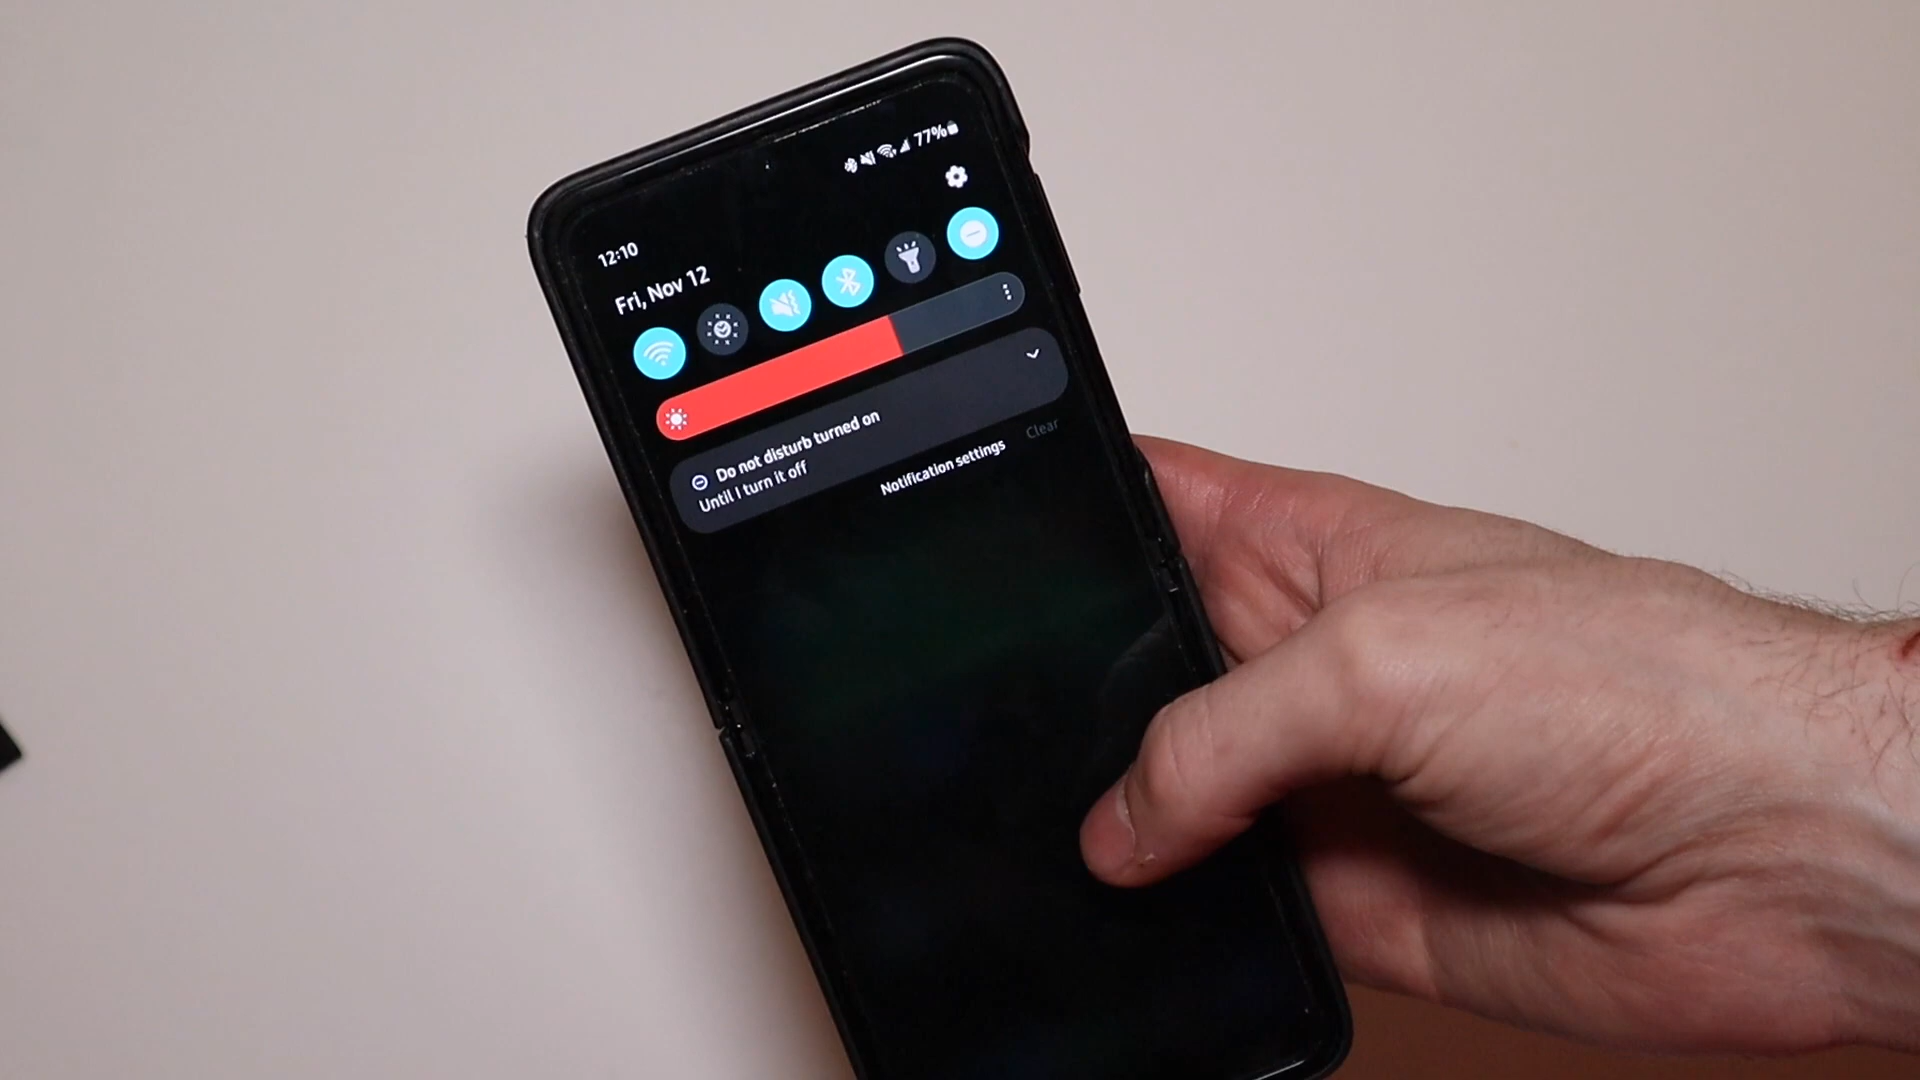 77%
12:10
Fri, Nov 12
Do not disturb turned on
Until I turn it off
Notification settings
Clear